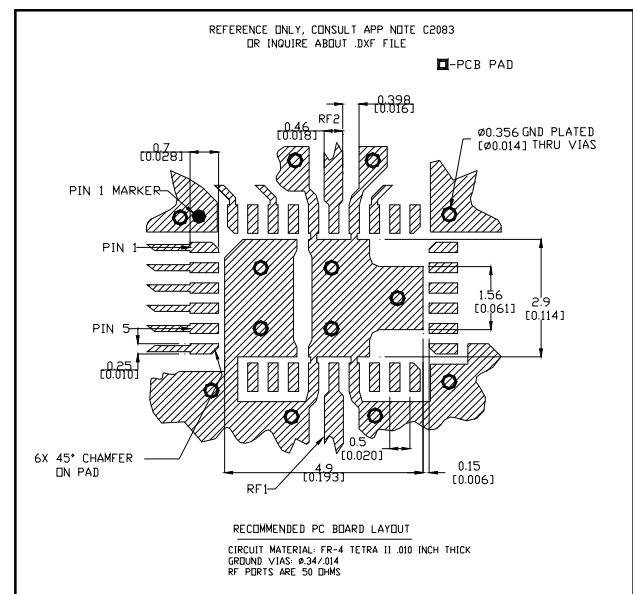 REFERENCE ONLY, CONSULT APP NOTE C2083
OR INQUIRE ABOUT .DXF FILE
-PCB PAD
0.398
[0.016]
RF2
0.46
[0.018]
0.7
[0.028]
Ø0.356 GND PLATED
[Ø0.014] THRU VIAS
PIN 1 MARKER
PIN 1
1.56
[0.061]
2.9
[0.114]
PIN 5
0.25
[0.010]
0.5
[0.020]
6X 45° CHAMFER
ON PAD
4.9
[0.193]
0.15
[0.006]
RF1
RECOMMENDED PC BOARD LAYOUT
CIRCUIT MATERIAL: FR-4 TETRA II .010 INCH THICK
GROUND VIAS: ø.34/.014
RF PORTS ARE 50 OHMS